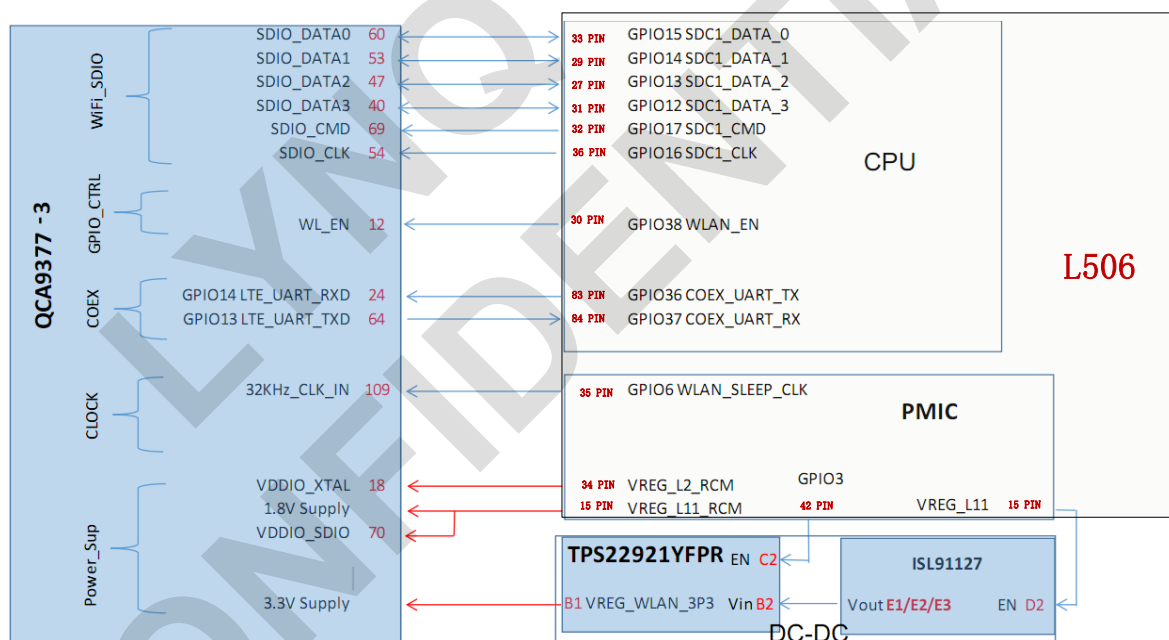 SDIO_DATA0 60 33 PIN GPIO15 SDC1_DATA_0
SDIO_DATA1 53 29 PIN GPIO14 SDC1_DATA_1
SDIO_DATA2 47 27 PIN GPIO13 SDC1_DATA_2
SDIO_DATA3 40 31 PIN GPIO12 SDC1_DATA_3
SDIO_CMD 69 32 PIN GPIO17 SDC1_CMD
SDIO_CLK 54 36 PIN GPIO16 SDC1_CLK
WiFi_SDIO
CPU
GPIO_CTRL
WL_EN 12 30 PIN GPIO38 WLAN_EN
QCA9377 - 3
L506
COEX
GPIO14 LTE_UART_RXD 24 83 PIN GPIO36 COEX_UART_TX
GPIO13 LTE_UART_TXD 64 84 PIN GPIO37 COEX_UART_RX
CLOCK
32KHz_CLK_IN 109 35 PIN GPIO6 WLAN_SLEEP_CLK
PMIC
Power_Sup
VDDIO_XTAL 18 34 PIN VREG_L2_RCM GPIO3
1.8V Supply 15 PIN VREG_L11_RCM 42 PIN VREG_L11 15 PIN
VDDIO_SDIO 70
TPS22921YFPR EN C2 ISL91127
3.3V Supply B1 VREG_WLAN_3P3 Vin B2 Vout E1/E2/E3 EN D2
DC-DC
LYNQ
CONFIDENTIA